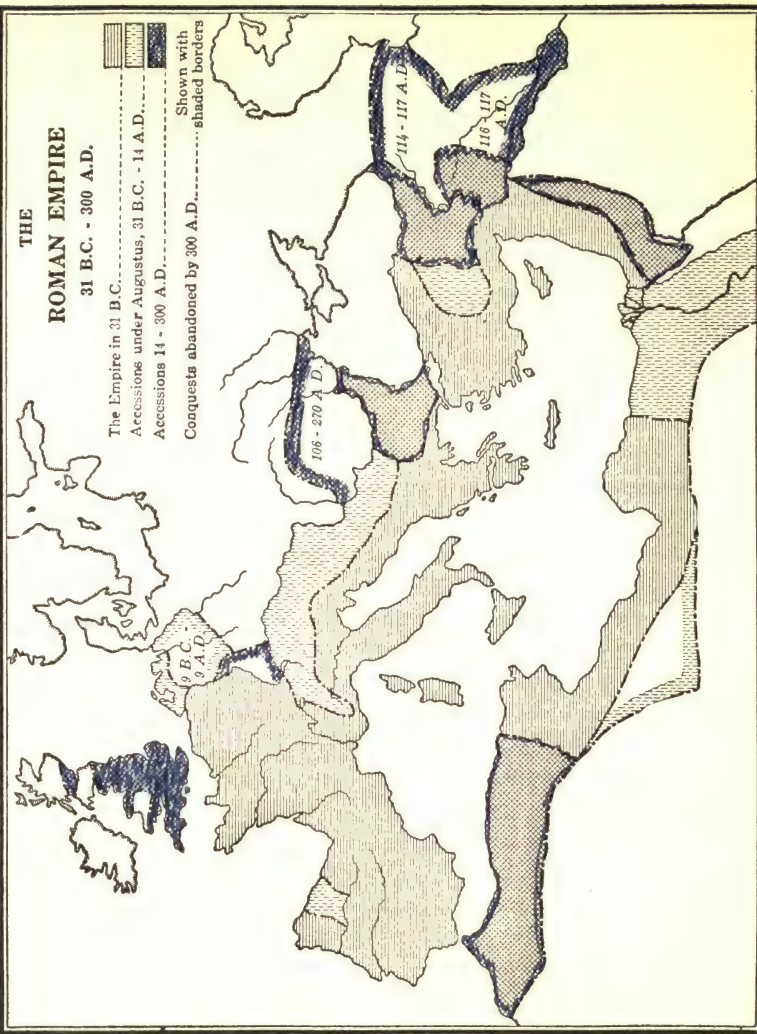 THE
ROMAN EMPIRE
31 B.C. - 300 A.D.
The Empire in 31 B.C.
Accessions under Augustus, 31 B.C. - 14 A.D.
Accessions 14 - 300 A.D.
Conquests abandoned by 300 A.D. Shown with
shaded borders
9 B.C. -
9 A.D.
106 - 270 A.D.
114 - 117 A.D.
116 - 117
A.D.